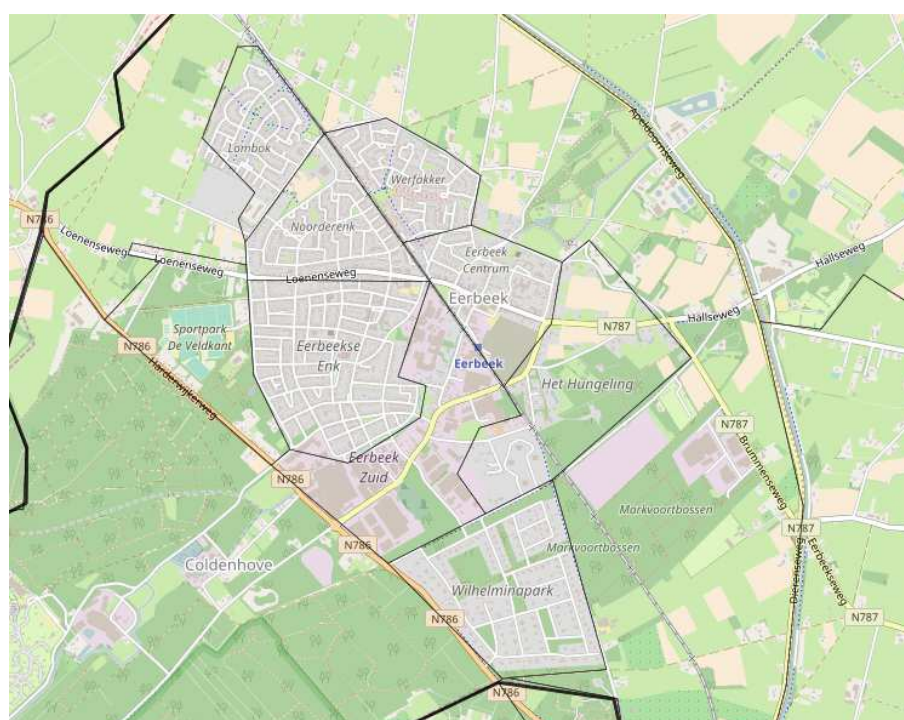 Apeldoornseweg
Lombok
Werfakker
N786
Noorderenk
Loenenseweg
Loenenseweg
Loenenseweg
Eerbeek
Centrum
Hallseweg
Eerbeek
Hallseweg
N787
Sportpark
De Veldkant
Eerbeekse
Enk
N786
Eerbeek
Het Hungeling
Harderwijkerweg
N787
Eerbeek
Zuid
N786
Brummenseweg
Markvoortbossen
N787
N786
Markvoortbossen
Coldenhove
Eerbeekseweg
Wilhelminapark
Dierenseweg
N786
N787
N786